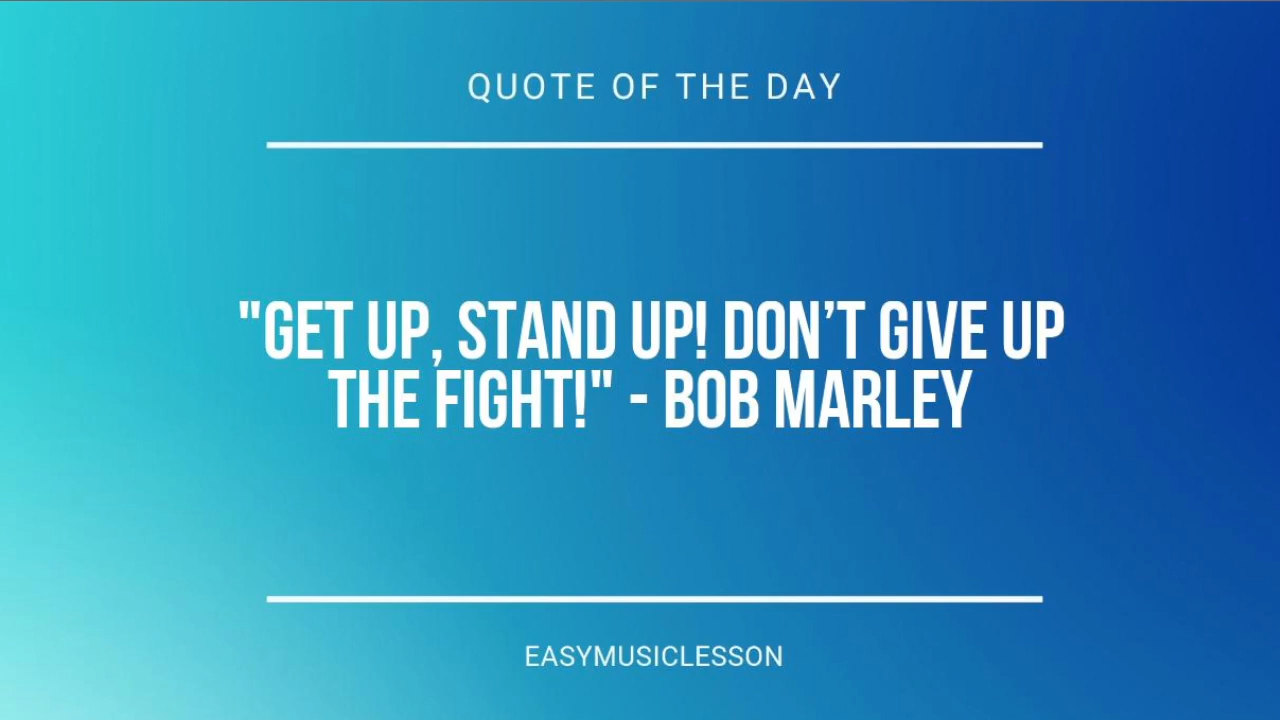 QUOTE OF THE DAY
"GET UP, STAND UP! DON’T GIVE UP
THE FIGHT!" - BOB MARLEY
EASYMUSICLESSON